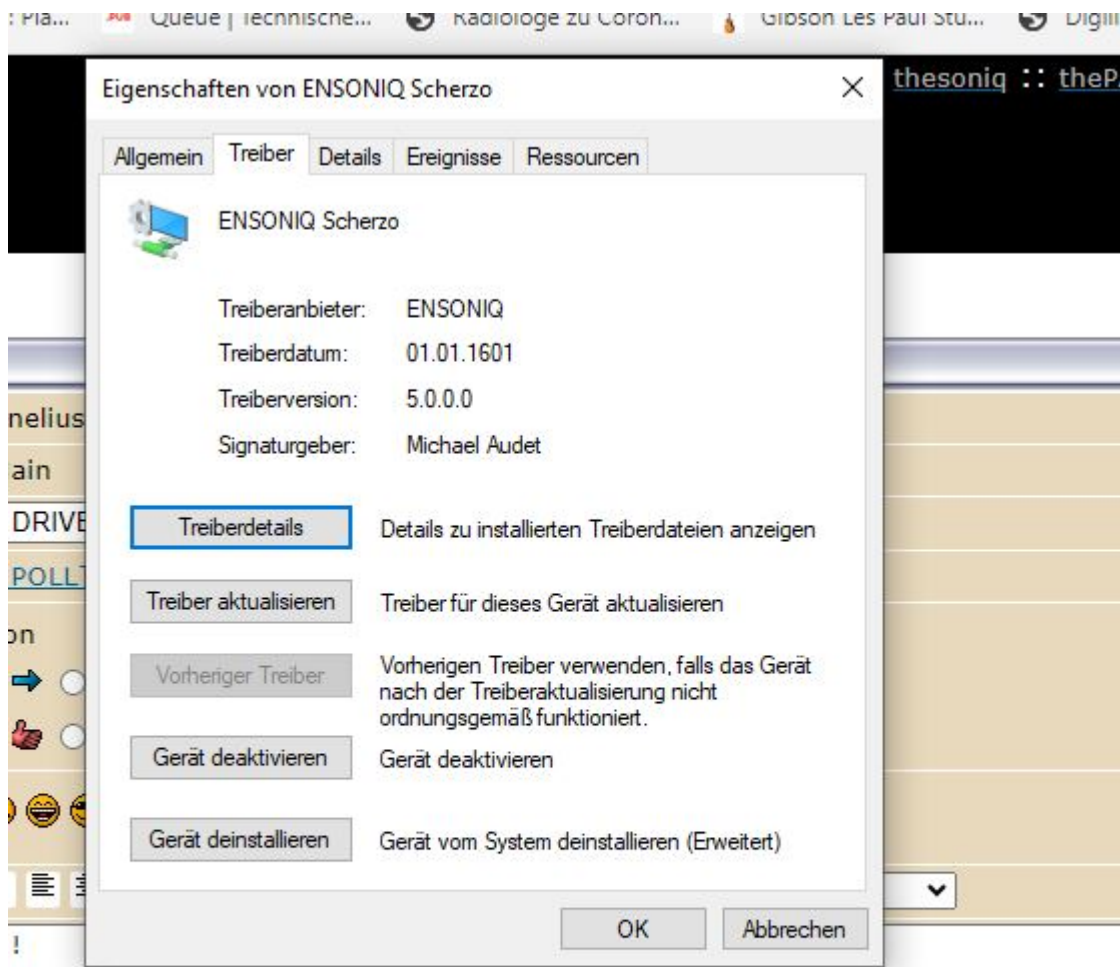 : Pla...
Queue | Technische...
Radiologe zu Coron...
Gibson Les Paul Stu...
thesoniq :: theP
Eigenschaften von ENSONIQ Scherzo
Allgemein Treiber Details Ereignisse Ressourcen
ENSONIQ Scherzo
Treiberanbieter: ENSONIQ
Treiberdatum: 01.01.1601
Treiberversion: 5.0.0.0
Signaturgeber: Michael Audet
nelius
ain
DRIVE
POLL
on
Treiberdetails Details zu installierten Treiberdateien anzeigen
Treiber aktualisieren Treiber für dieses Gerät aktualisieren
Vorheriger Treiber Vorherigen Treiber verwenden, falls das Gerät
nach der Treiberaktualisierung nicht
ordnungsgemäß funktioniert.
Gerät deaktivieren Gerät deaktivieren
Gerät deinstallieren Gerät vom System deinstallieren (Erweitert)
OK Abbrechen
!